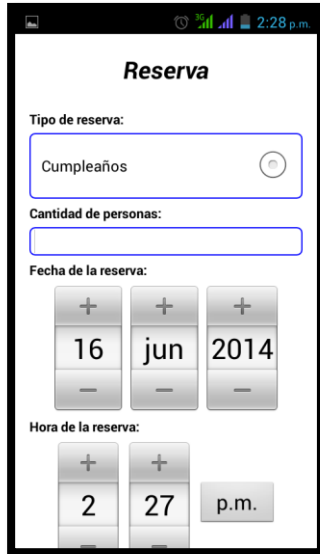 3G 2:28 p.m.
Reserva
Tipo de reserva:
Cumpleaños
Cantidad de personas:
Fecha de la reserva:
+ + +
16 jun 2014
− − −
Hora de la reserva:
+ +
2 27 p.m.
− −